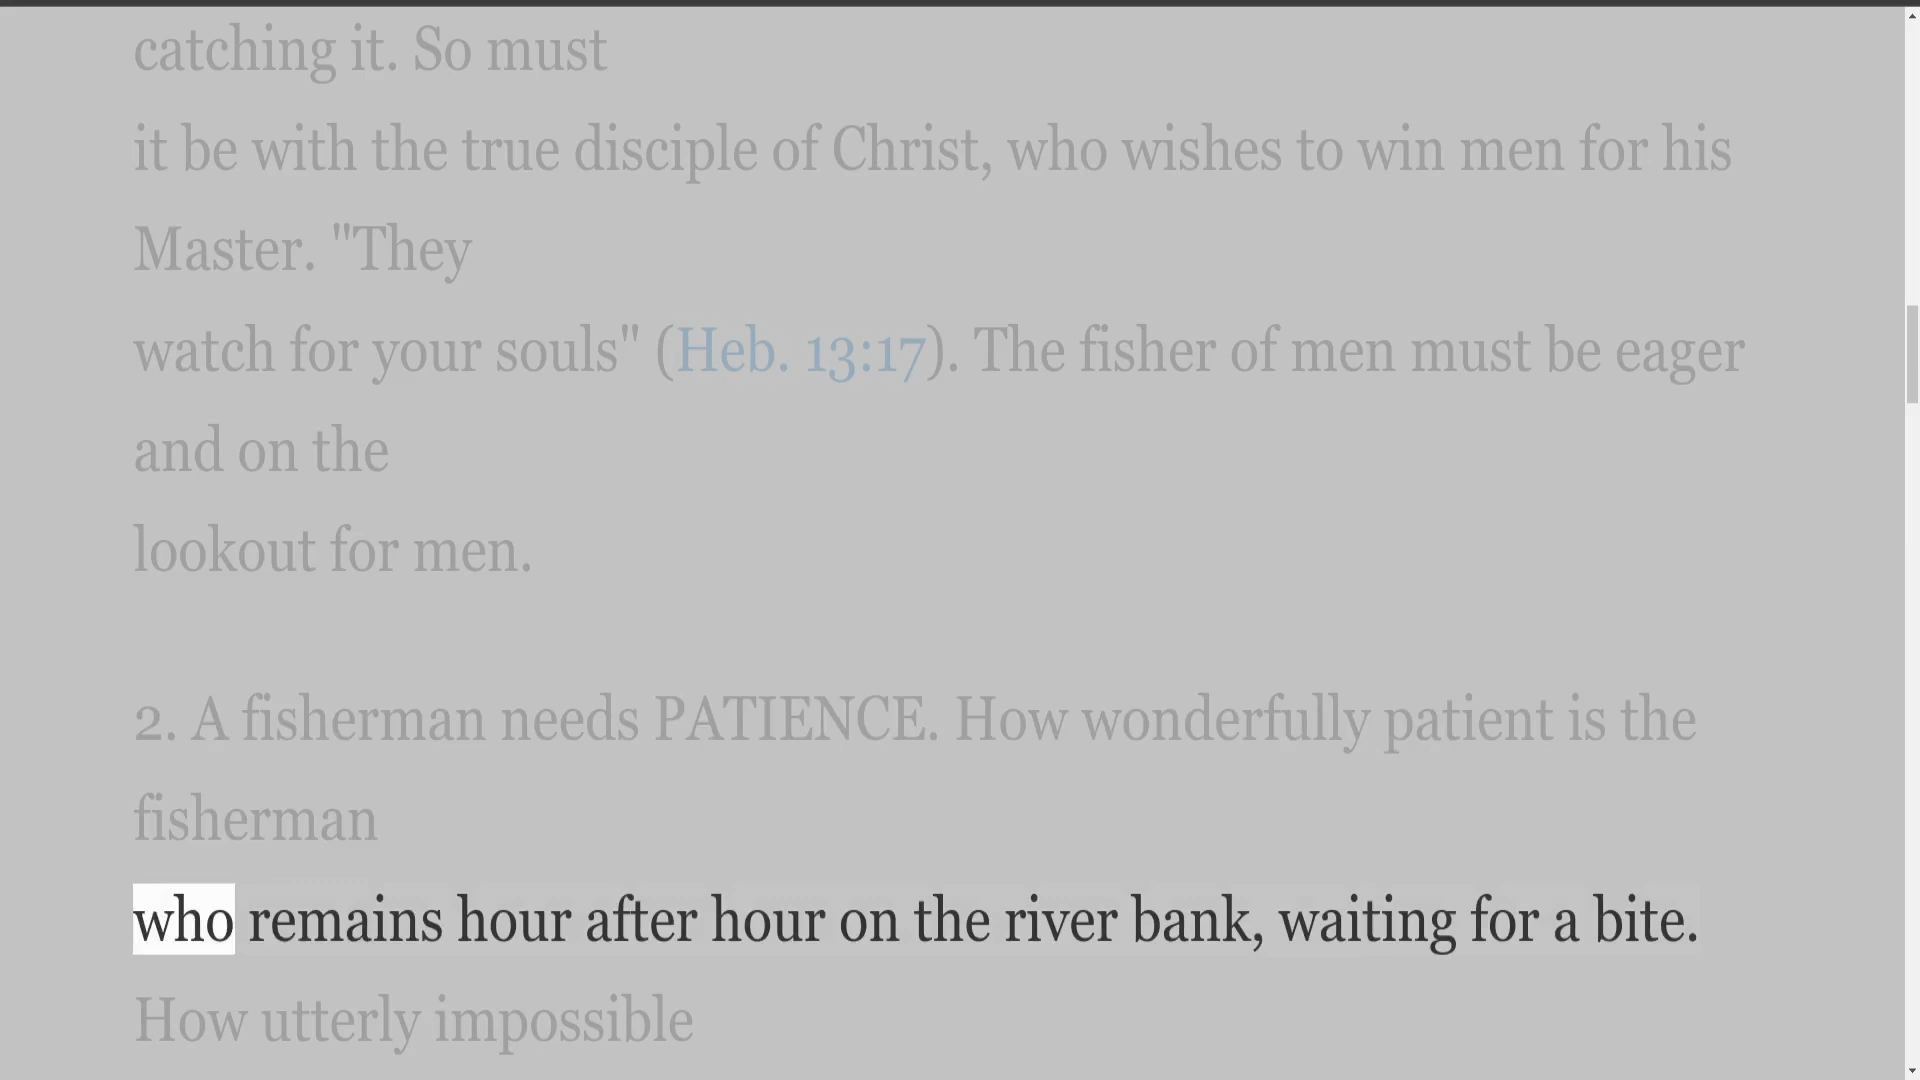 catching it. So must
it be with the true disciple of Christ, who wishes to win men for his
Master. "They
watch for your souls" (Heb. 13:17). The fisher of men must be eager
and on the
lookout for men.
2. A fisherman needs PATIENCE. How wonderfully patient is the
fisherman
who remains hour after hour on the river bank, waiting for a bite.
How utterly impossible